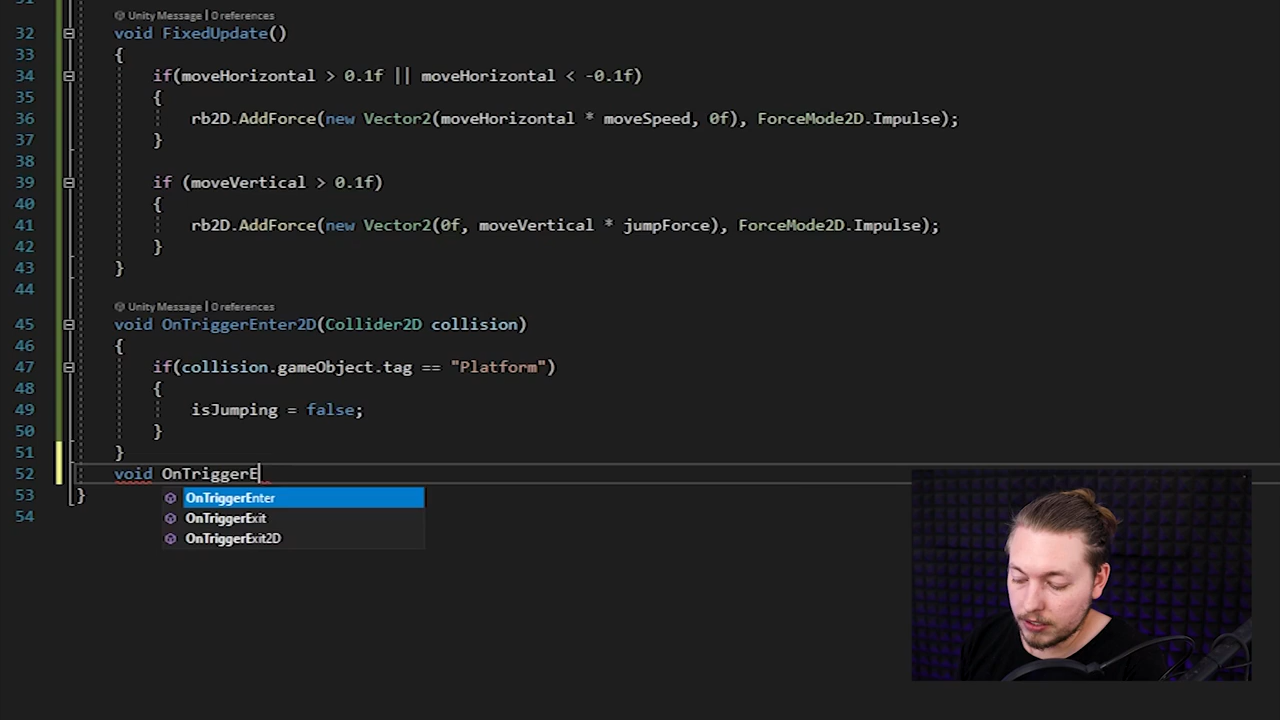 31
Unity Message | 0 references
32 void FixedUpdate()
33 {
34 if(moveHorizontal > 0.1f || moveHorizontal < -0.1f)
35 {
36 rb2D.AddForce(new Vector2(moveHorizontal * moveSpeed, 0f), ForceMode2D.Impulse);
37 }
38
39 if (moveVertical > 0.1f)
40 {
41 rb2D.AddForce(new Vector2(0f, moveVertical * jumpForce), ForceMode2D.Impulse);
42 }
43 }
44
Unity Message | 0 references
45 void OnTriggerEnter2D(Collider2D collision)
46 {
47 if(collision.gameObject.tag == "Platform")
48 {
49 isJumping = false;
50 }
51 }
52 void OnTriggerE
53 }
OnTriggerEnter
OnTriggerExit
OnTriggerExit2D
54